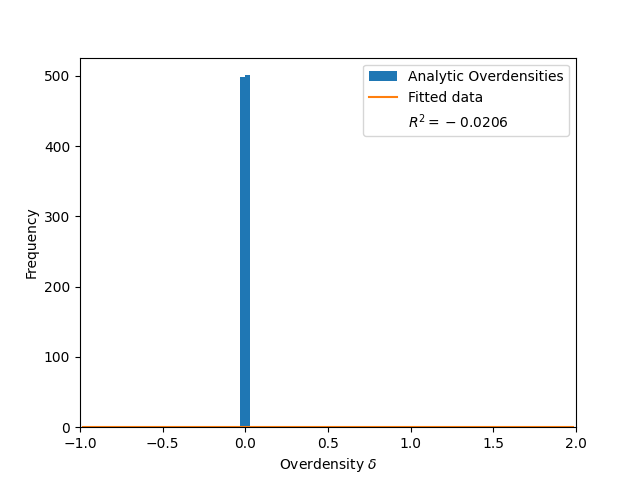 500
400
300
200
100
0
Frequency
−1.0 −0.5 0.0 0.5 1.0 1.5 2.0
Overdensity δ
Analytic Overdensities
Fitted data
R² = − 0.0206